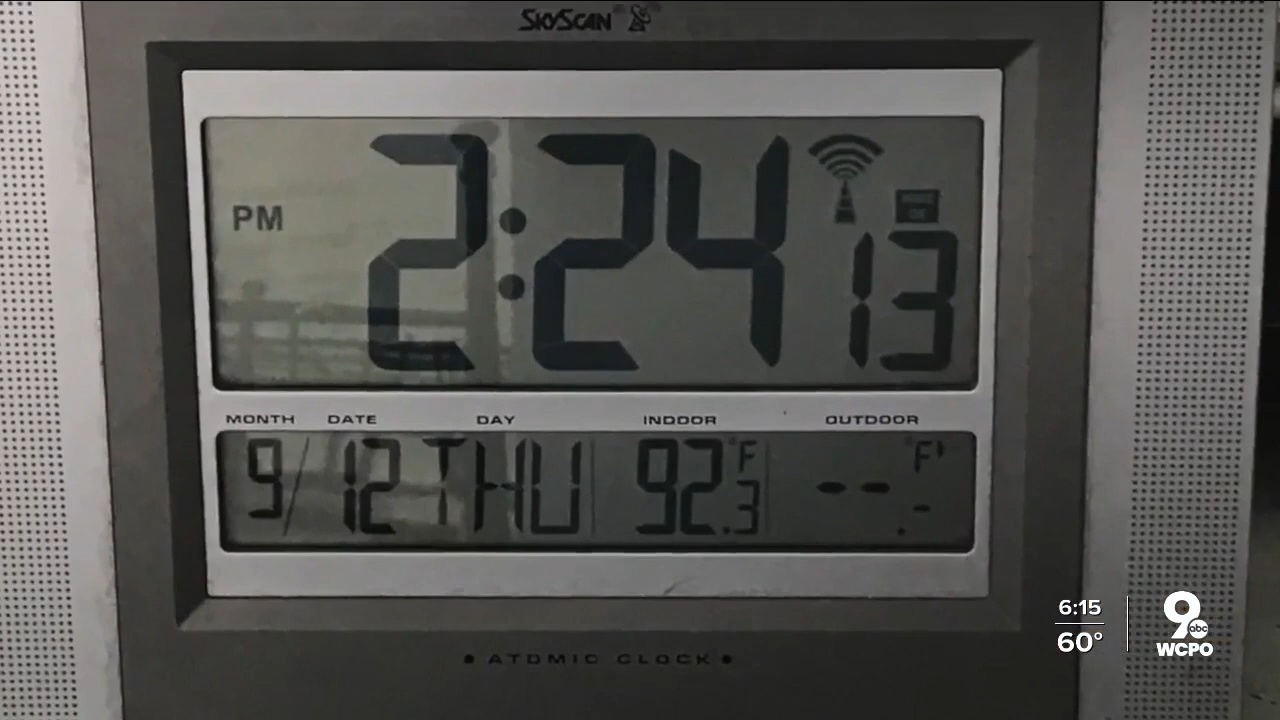 SKYSCAN
PM 2:24 13
MONTH DATE DAY INDOOR OUTDOOR
9/12 THU 92.3 °F --.- °F
• ATOMIC CLOCK •
6:15
60°
9
abc
WCPO